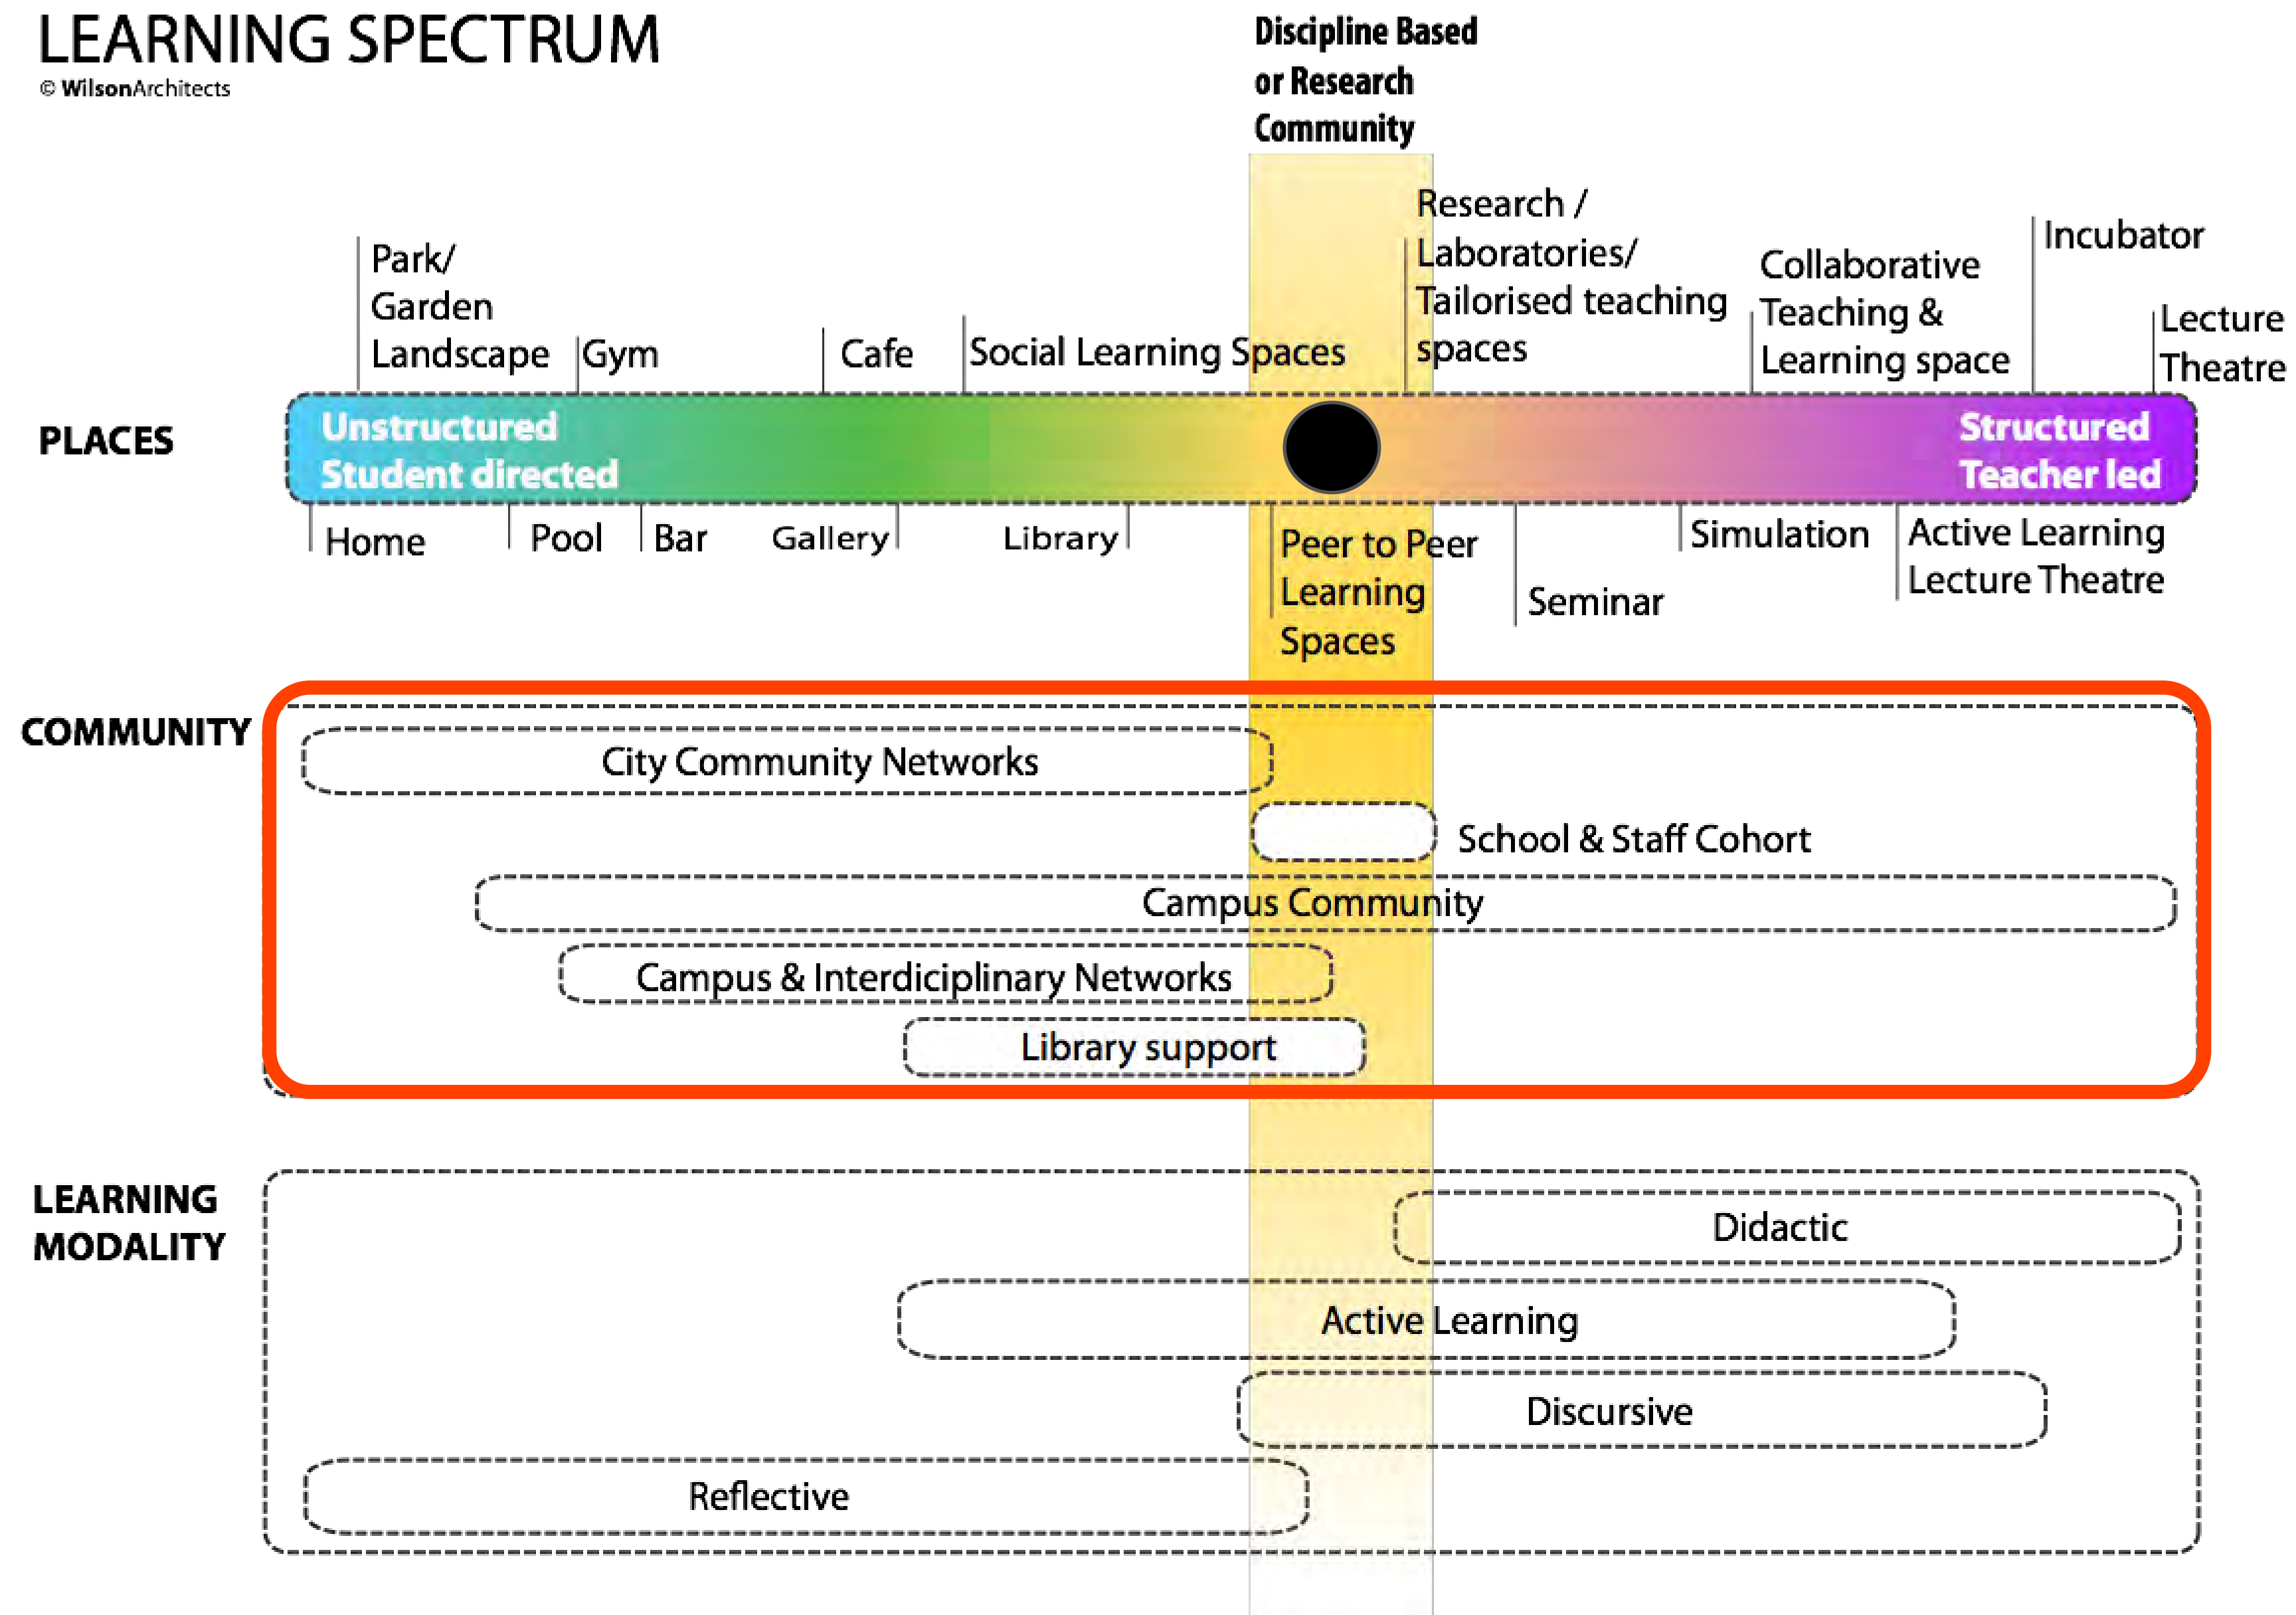 LEARNING SPECTRUM
© WilsonArchitects
Discipline Based
or Research
Community
Park/
Garden
Landscape
Gym
Cafe
Social Learning Spaces
Research /
Laboratories/
Tailorised teaching
spaces
Collaborative
Teaching &
Learning space
Incubator
Lecture
Theatre
PLACES
Unstructured
Student directed
Structured
Teacher led
Home
Pool
Bar
Gallery
Library
Peer to Peer
Learning
Spaces
Seminar
Simulation
Active Learning
Lecture Theatre
COMMUNITY
City Community Networks
School & Staff Cohort
Campus Community
Campus & Interdiciplinary Networks
Library support
LEARNING
MODALITY
Didactic
Active Learning
Discursive
Reflective